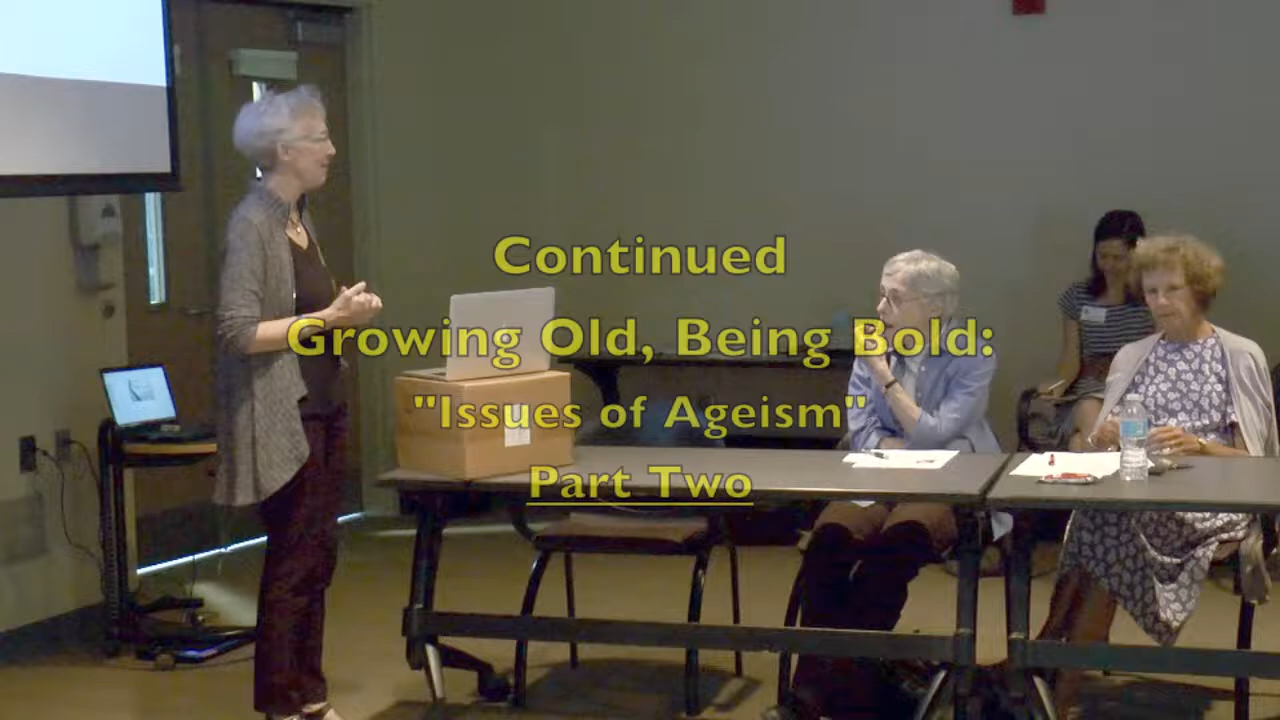 Continued
Growing Old, Being Bold:
"Issues of Ageism"
Part Two